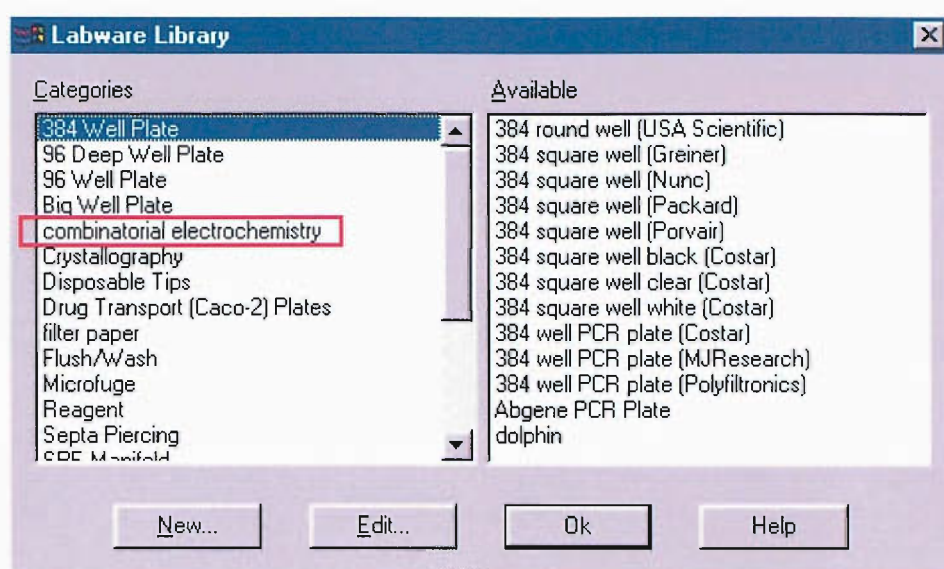 Labware Library
Categories
384 Well Plate
96 Deep Well Plate
96 Well Plate
Big Well Plate
combinatorial electrochemistry
Crystallography
Disposable Tips
Drug Transport (Caco-2) Plates
filter paper
Flush/Wash
Microfuge
Reagent
Septa Piercing
SPE Manifold
Available
384 round well (USA Scientific)
384 square well (Greiner)
384 square well (Nunc)
384 square well (Packard)
384 square well (Porvair)
384 square well black (Costar)
384 square well clear (Costar)
384 square well white (Costar)
384 well PCR plate (Costar)
384 well PCR plate (MJResearch)
384 well PCR plate (Polyfiltronics)
Abgene PCR Plate
dolphin
New... Edit... Ok Help